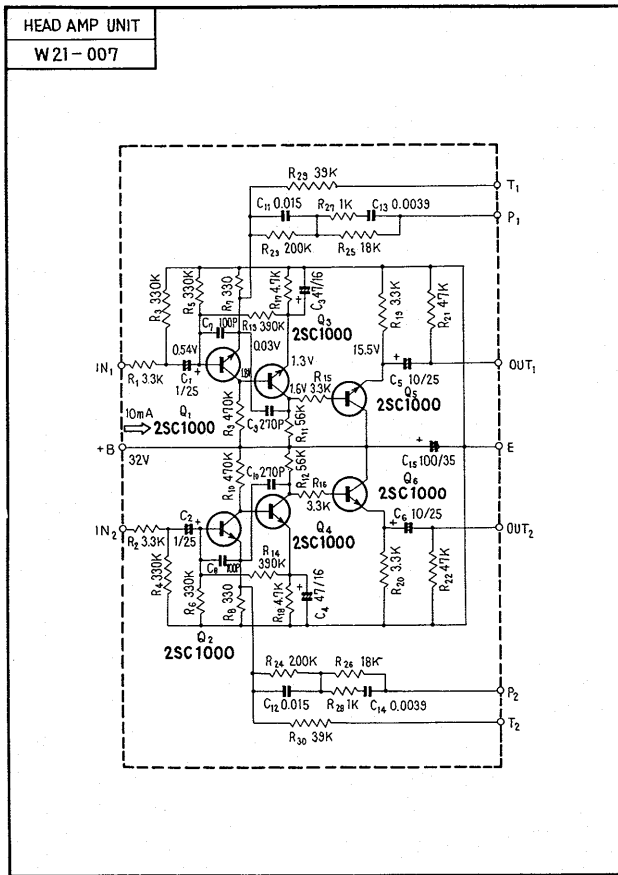 HEAD AMP UNIT
W21-007
R29 39K
T1
C11 0.015
R27 1K
C13 0.0039
P1
R23 200K
R25 18K
R3 330K
R5 330K
R7 330
R17 4.7K
C3 47/16
R19 3.3K
R21 47K
R13 390K
C7 100P
Q3
2SC1000
0.54V
0.03V
1.3V
15.5V
IN1
R1 3.3K
C1 1/25
1.8V
R15 3.3K
1.6V
C5 10/25
OUT1
Q1
2SC1000
R9 470K
C9 270P
R11 56K
Q5
2SC1000
10mA
+B
32V
C15 100/35
E
R10 470K
C10 270P
R12 56K
R16 3.3K
Q6
2SC1000
IN2
R2 3.3K
C2 1/25
Q4
2SC1000
C6 10/25
OUT2
C8 100P
R14 390K
R4 330K
R6 330K
R8 330
R18 4.7K
C4 47/16
R20 3.3K
R22 47K
Q2
2SC1000
R24 200K
R26 18K
P2
C12 0.015
R28 1K
C14 0.0039
T2
R30 39K